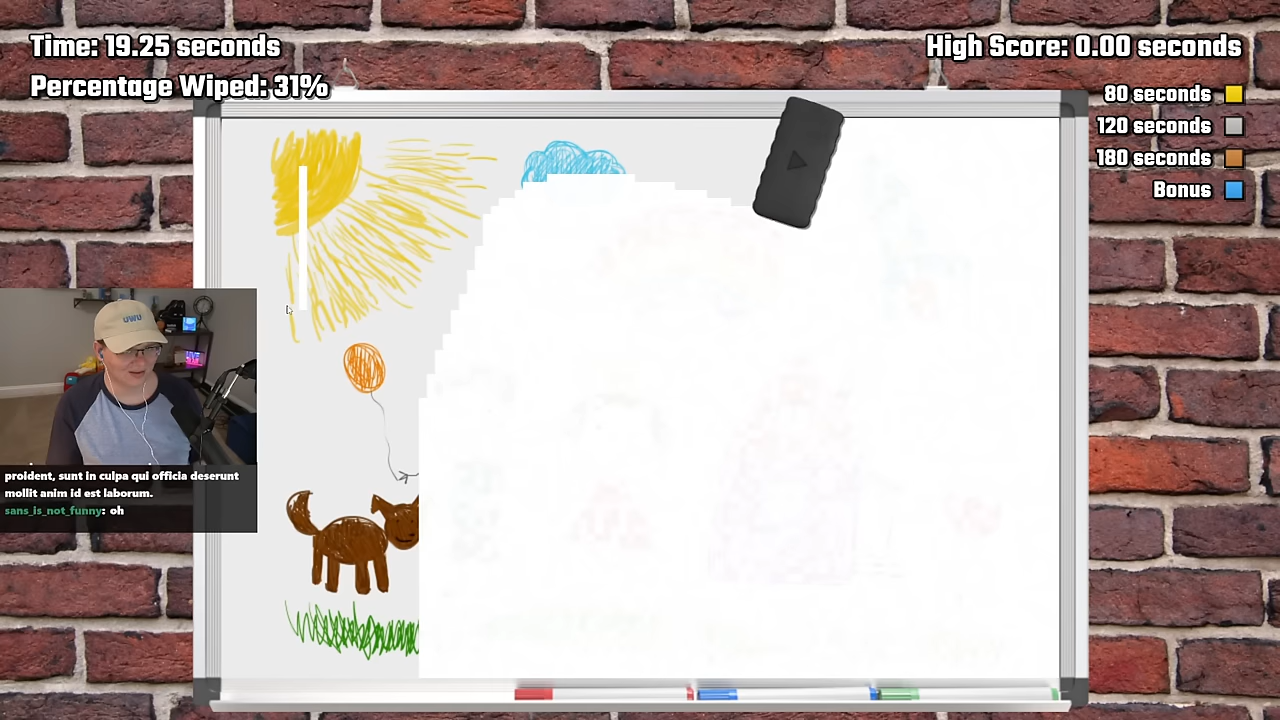 Time: 19.25 seconds
Percentage Wiped: 31%
High Score: 0.00 seconds
80 seconds
120 seconds
180 seconds
Bonus
UWU
proident, sunt in culpa qui officia deserunt
mollit anim id est laborum.
sans_is_not_funny: oh